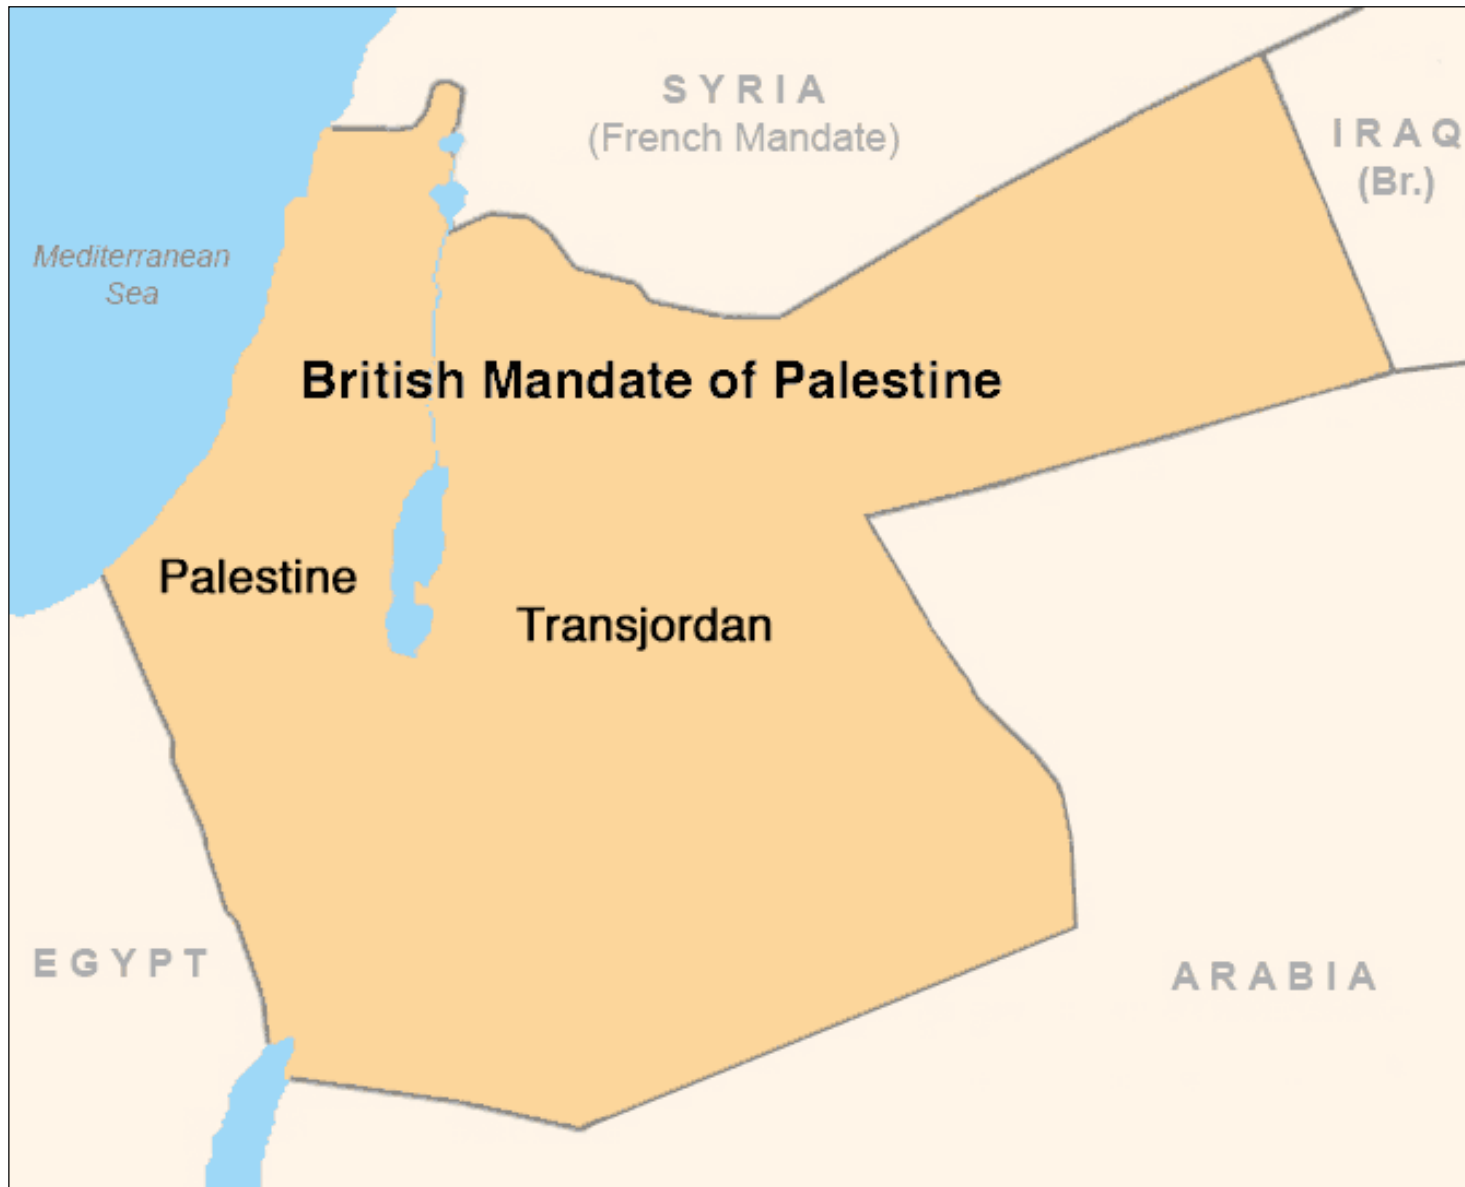 SYRIA
(French Mandate)
IRAQ
(Br.)
Mediterranean
Sea
British Mandate of Palestine
Palestine
Transjordan
EGYPT
ARABIA